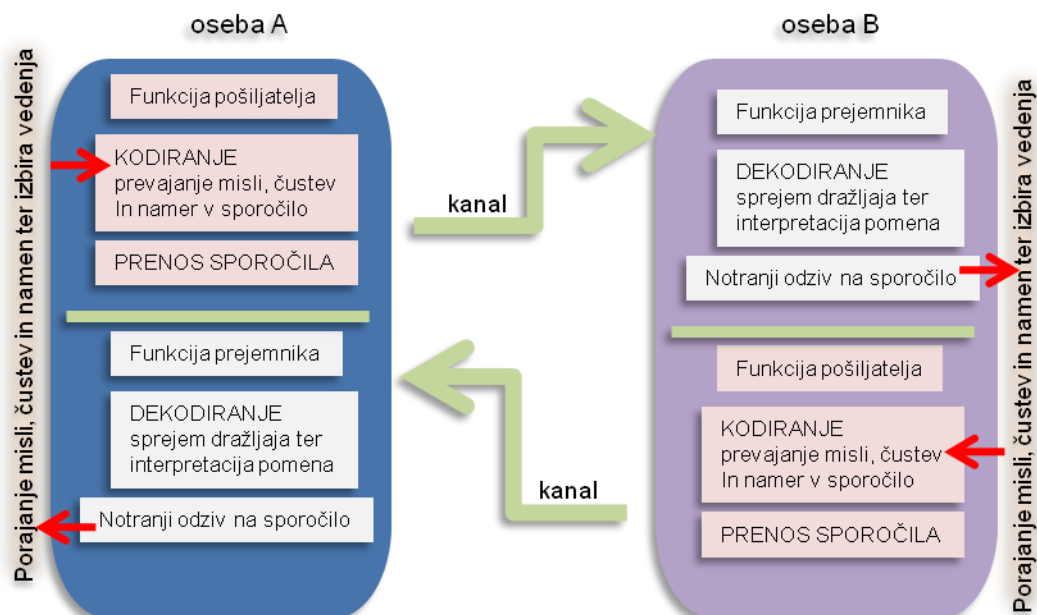 oseba A
Porajanje misli, čustev in namen ter izbira vedenja
Funkcija pošiljatelja
KODIRANJE
prevajanje misli, čustev
In namer v sporočilo
PRENOS SPOROČILA
Funkcija prejemnika
DEKODIRANJE
sprejem dražljaja ter
interpretacija pomena
Notranji odziv na sporočilo
kanal
kanal
oseba B
Funkcija prejemnika
DEKODIRANJE
sprejem dražljaja ter
interpretacija pomena
Notranji odziv na sporočilo
Funkcija pošiljatelja
KODIRANJE
prevajanje misli, čustev
In namer v sporočilo
PRENOS SPOROČILA
Porajanje misli, čustev in namen ter izbira vedenja